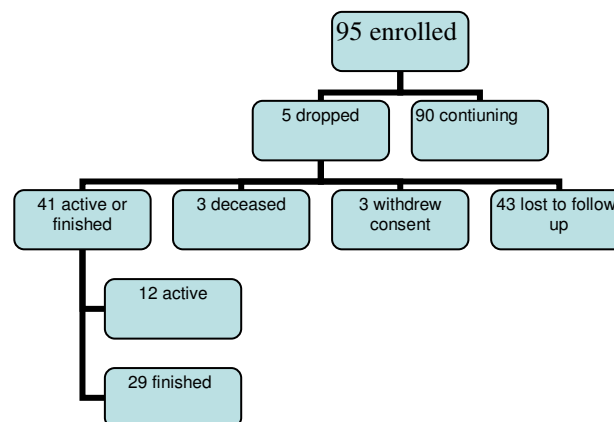 95 enrolled
5 dropped
90 contiuning
41 active or
finished
3 deceased
3 withdrew
consent
43 lost to follow
up
12 active
29 finished